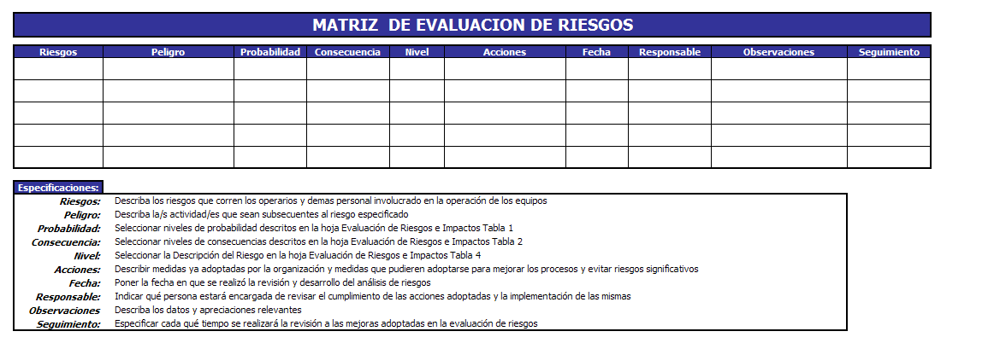 MATRIZ DE EVALUACION DE RIESGOS
Riesgos Peligro Probabilidad Consecuencia Nivel Acciones Fecha Responsable Observaciones Seguimiento
Especificaciones:
Riesgos: Describa los riesgos que corren los operarios y demas personal involucrado en la operación de los equipos
Peligro: Describa la/s actividad/es que sean subsecuentes al riesgo especificado
Probabilidad: Seleccionar niveles de probabilidad descritos en la hoja Evaluación de Riesgos e Impactos Tabla 1
Consecuencia: Seleccionar niveles de consecuencias descritos en la hoja Evaluación de Riesgos e Impactos Tabla 2
Nivel: Seleccionar la Descripción del Riesgo en la hoja Evaluación de Riesgos e Impactos Tabla 4
Acciones: Describir medidas ya adoptadas por la organización y medidas que pudieren adoptarse para mejorar los procesos y evitar riesgos significativos
Fecha: Poner la fecha en que se realizó la revisión y desarrollo del análisis de riesgos
Responsable: Indicar qué persona estará encargada de revisar el cumplimiento de las acciones adoptadas y la implementación de las mismas
Observaciones Describa los datos y apreciaciones relevantes
Seguimiento: Especificar cada qué tiempo se realizará la revisión a las mejoras adoptadas en la evaluación de riesgos